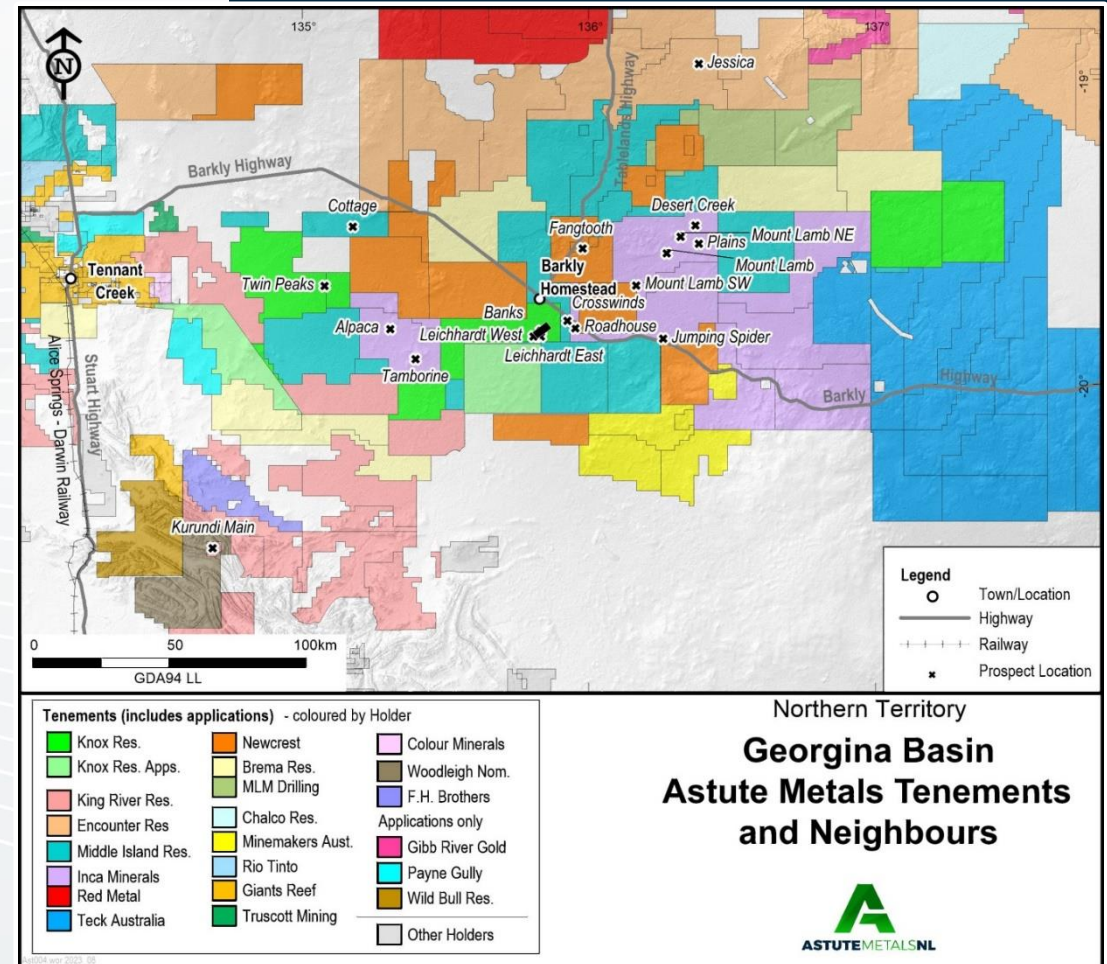 135°
136°
137°
N
Jessica
-19°
Tablelands Highway
Barkly Highway
Cottage
Desert Creek
Fangtooth
Mount Lamb NE
Plains
Barkly
Mount Lamb
Tennant
Creek
Twin Peaks
Homestead
Mount Lamb SW
Banks
Crosswinds
Alpaca
Leichhardt West
Roadhouse
Jumping Spider
Leichhardt East
Tamborine
Barkly
Highway
-20°
Stuart Highway
Alice Springs - Darwin Railway
Kurundi Main
0 50 100km
GDA94 LL
Legend
Town/Location
Highway
Railway
Prospect Location
Tenements (includes applications) - coloured by Holder
Knox Res.
Knox Res. Apps.
King River Res.
Encounter Res
Middle Island Res.
Inca Minerals
Red Metal
Teck Australia
Newcrest
Brema Res.
MLM Drilling
Chalco Res.
Minemakers Aust.
Rio Tinto
Giants Reef
Truscott Mining
Colour Minerals
Woodleigh Nom.
F.H. Brothers
Applications only
Gibb River Gold
Payne Gully
Wild Bull Res.
Other Holders
Northern Territory
Georgina Basin
Astute Metals Tenements
and Neighbours
ASTUTEMETALSNL